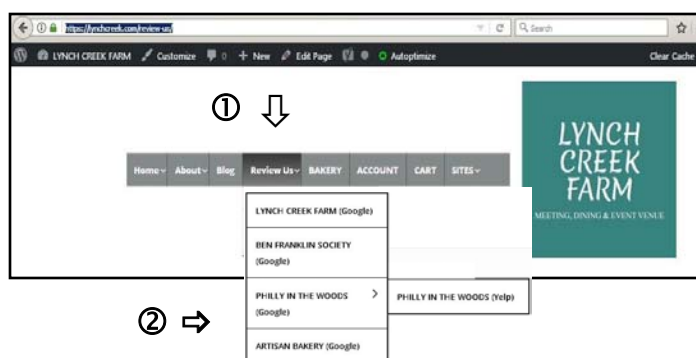 https://lynchcreek.com/review-us/
Search
LYNCH CREEK FARM Customize 0 + New Edit Page Autoptimize Clear Cache
①
Home About Blog Review Us BAKERY ACCOUNT CART SITES
LYNCH
CREEK
FARM
MEETING, DINING & EVENT VENUE
LYNCH CREEK FARM (Google)
BEN FRANKLIN SOCIETY
(Google)
PHILLY IN THE WOODS
(Google)
PHILLY IN THE WOODS (Yelp)
②
ARTISAN BAKERY (Google)